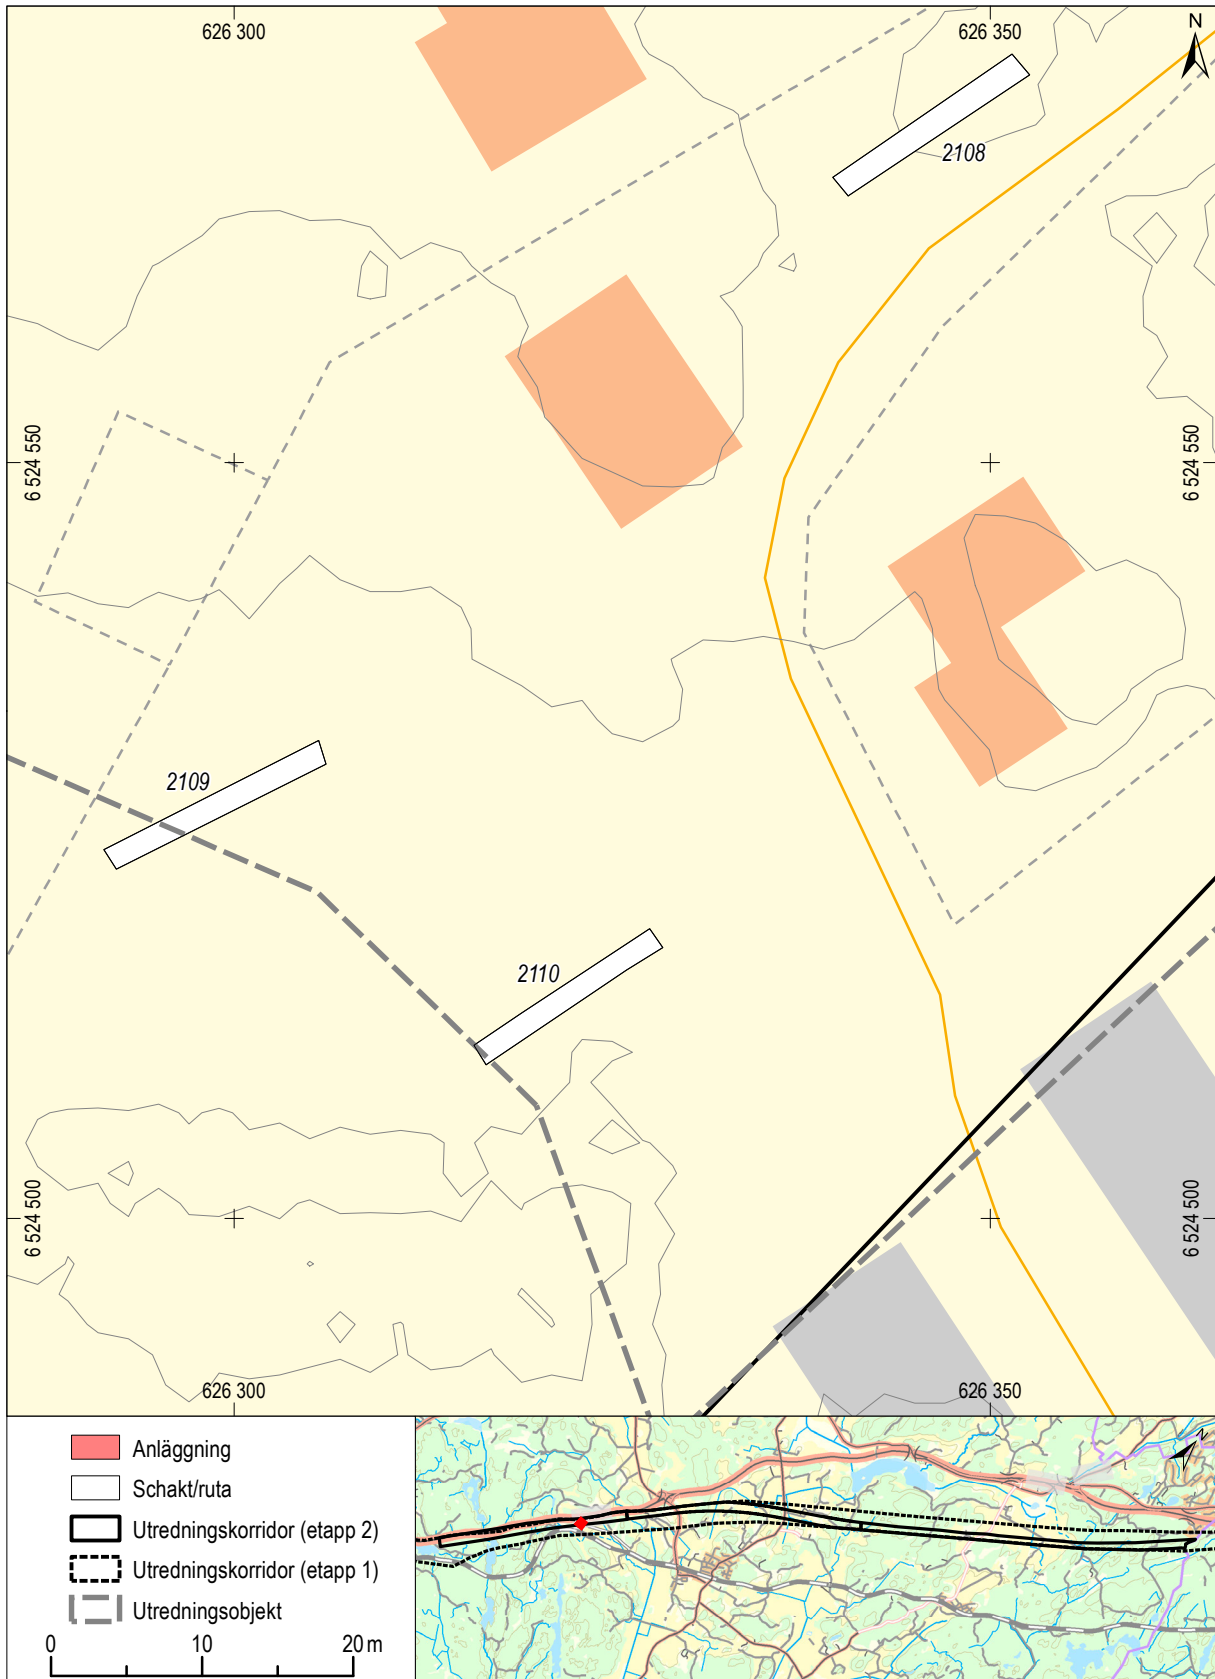 626 300
626 350
N
2108
6 524 550
6 524 550
2109
2110
6 524 500
6 524 500
626 300
626 350
Anläggning
Schakt/ruta
Utredningskorridor (etapp 2)
Utredningskorridor (etapp 1)
Utredningsobjekt
0 10 20 m
N